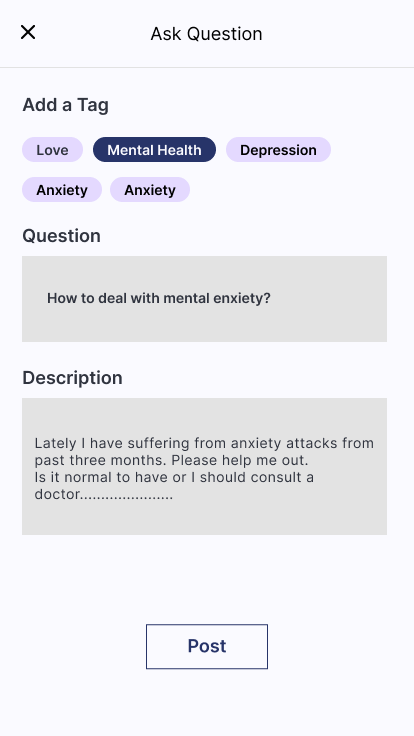 Ask Question
Add a Tag
Love Mental Health Depression
Anxiety Anxiety
Question
How to deal with mental enxiety?
Description
Lately I have suffering from anxiety attacks from
past three months. Please help me out.
Is it normal to have or I should consult a
doctor......................
Post